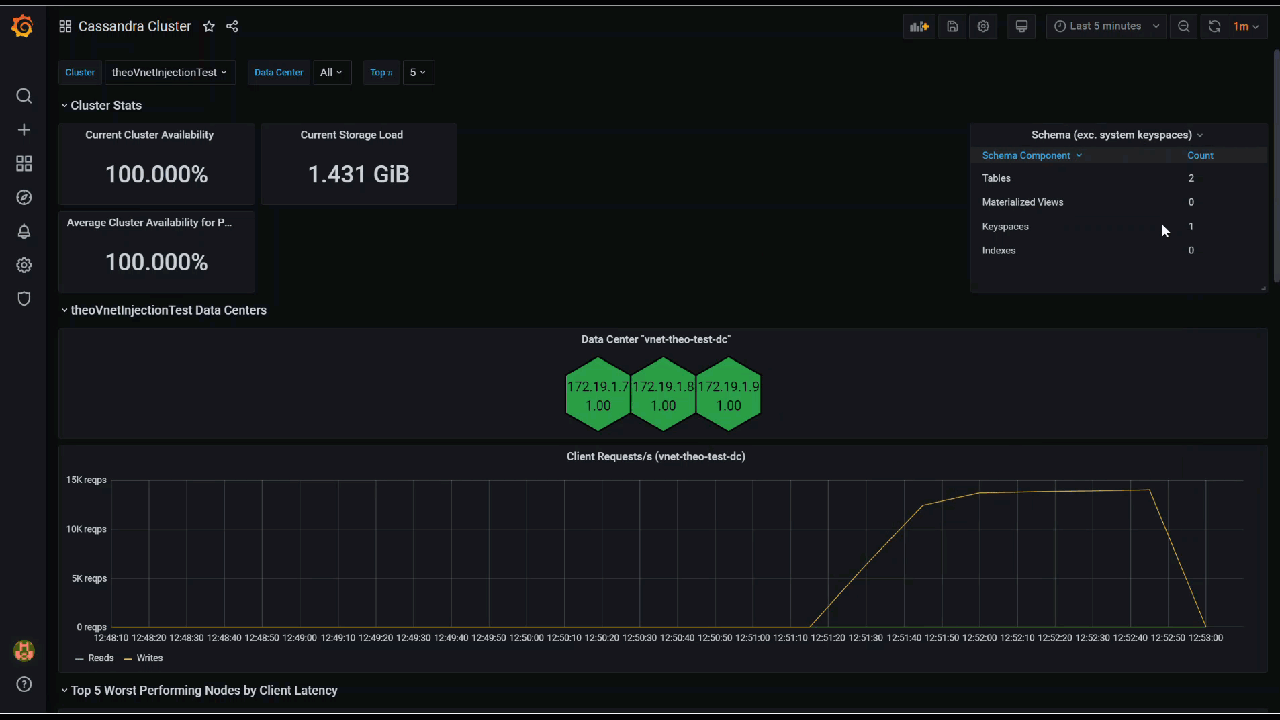 Cassandra Cluster
Last 5 minutes
1m
Cluster theoVnetInjectionTest Data Center All Top s 5
Cluster Stats
Current Cluster Availability
100.000%
Current Storage Load
1.431 GiB
Schema (exc. system keyspaces)
Schema Component Count
Tables 2
Materialized Views 0
Keyspaces 1
Indexes 0
Average Cluster Availability for P...
100.000%
theoVnetInjectionTest Data Centers
Data Center "vnet-theo-test-dc"
172.19.1.7 172.19.1.8 172.19.1.9
1.00 1.00 1.00
Client Requests/s (vnet-theo-test-dc)
15K reqps
10K reqps
5K reqps
0 reqps
12:48:10 12:48:20 12:48:30 12:48:40 12:48:50 12:49:00 12:49:10 12:49:20 12:49:30 12:49:40 12:49:50 12:50:00 12:50:10 12:50:20 12:50:30 12:50:40 12:50:50 12:51:00 12:51:10 12:51:20 12:51:30 12:51:40 12:51:50 12:52:00 12:52:10 12:52:20 12:52:30 12:52:40 12:52:50 12:53:00
Reads Writes
Top 5 Worst Performing Nodes by Client Latency